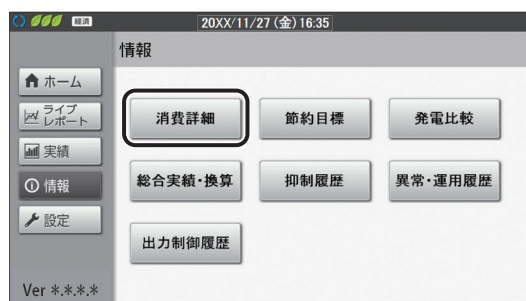 経済
20XX/11/27(金)16:35
情報
ホーム
ライブ
レポート
実績
情報
設定
消費詳細
節約目標
発電比較
総合実績・換算
抑制履歴
異常・運用履歴
出力制御履歴
Ver *.*.*.*